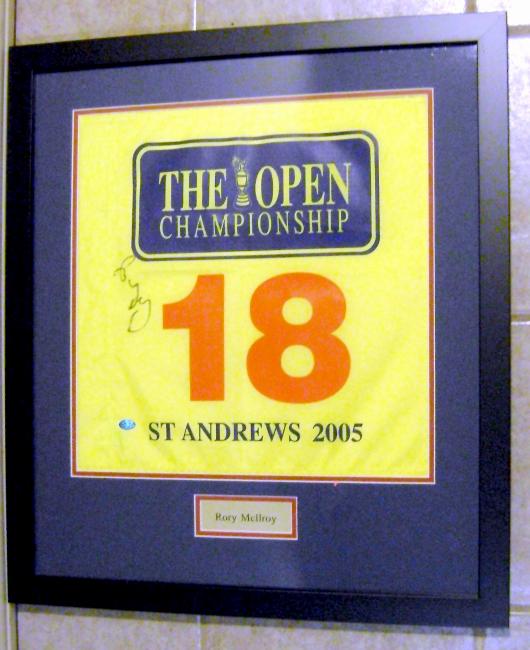 THE OPEN
CHAMPIONSHIP
18
ST ANDREWS 2005
Rory McIlroy